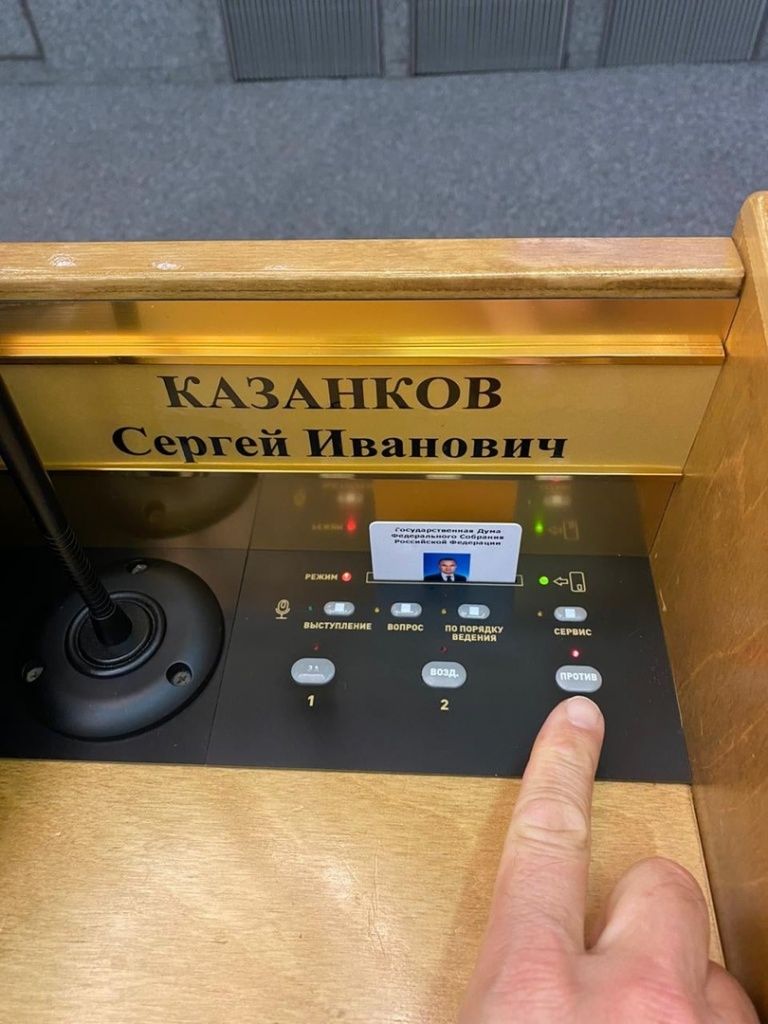 КАЗАНКОВ
Сергей Иванович
Государственная Дума
Федерального Собрания
Российской Федерации
РЕЖИМ
ВЫСТУПЛЕНИЕ
ВОПРОС
ПО ПОРЯДКУ
ВЕДЕНИЯ
СЕРВИС
ВОЗД.
ПРОТИВ
1
2